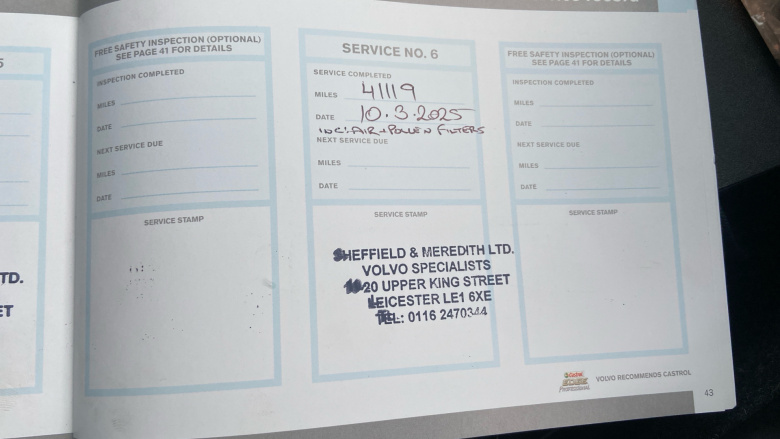 5
TD.
ET
FREE SAFETY INSPECTION (OPTIONAL)
SEE PAGE 41 FOR DETAILS
INSPECTION COMPLETED
MILES
DATE
NEXT SERVICE DUE
MILES
DATE
SERVICE STAMP
SERVICE NO. 6
SERVICE COMPLETED
MILES 41119
DATE 10.3.2025
INC: AIR + POLLEN FILTERS
NEXT SERVICE DUE
MILES
DATE
SERVICE STAMP
SHEFFIELD & MEREDITH LTD.
VOLVO SPECIALISTS
20 UPPER KING STREET
LEICESTER LE1 6XE
TEL: 0116 2470344
FREE SAFETY INSPECTION (OPTIONAL)
SEE PAGE 41 FOR DETAILS
INSPECTION COMPLETED
MILES
DATE
NEXT SERVICE DUE
MILES
DATE
SERVICE STAMP
Castrol
EDGE
PROFESSIONAL
VOLVO RECOMMENDS CASTROL
43